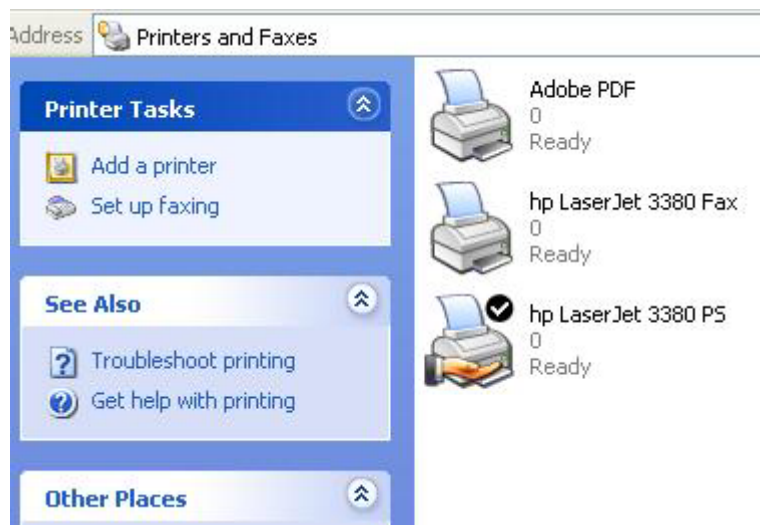 Address Printers and Faxes
Printer Tasks
Add a printer
Set up faxing
See Also
Troubleshoot printing
Get help with printing
Other Places
Adobe PDF
0
Ready
hp LaserJet 3380 Fax
0
Ready
hp LaserJet 3380 PS
0
Ready